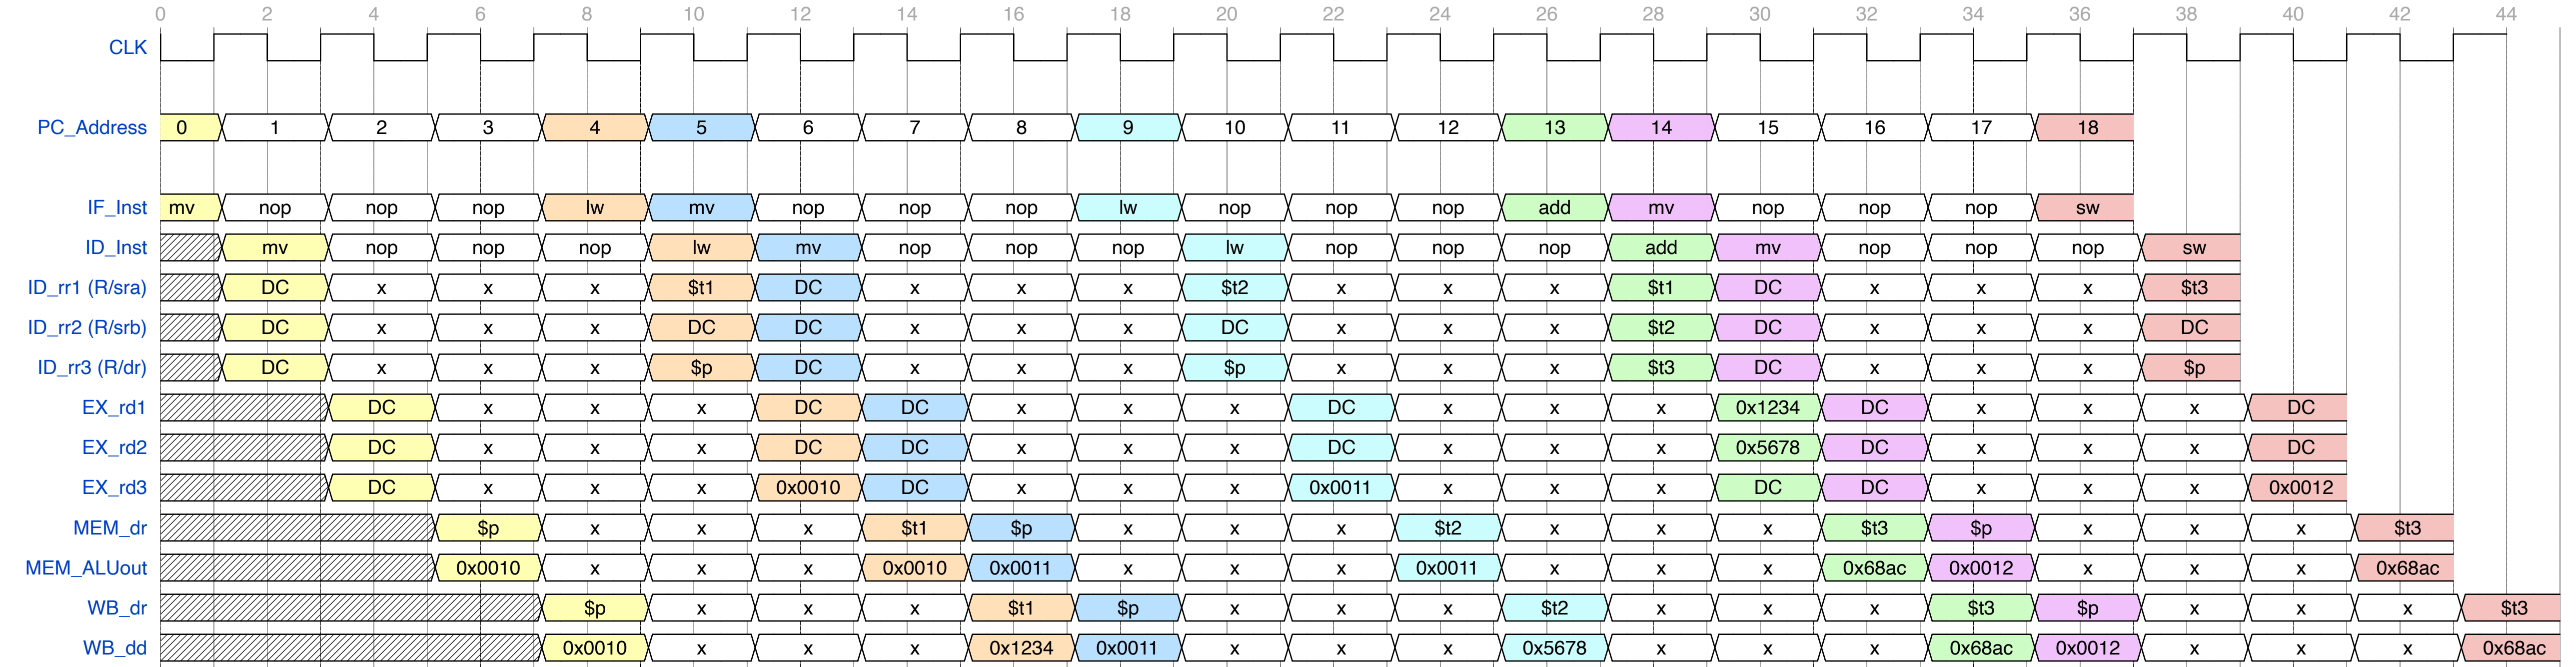 0 2 4 6 8 10 12 14 16 18 20 22 24 26 28 30 32 34 36 38 40 42 44
CLK
PC_Address 0 1 2 3 4 5 6 7 8 9 10 11 12 13 14 15 16 17 18
IF_Inst mv nop nop nop lw mv nop nop nop lw nop nop nop add mv nop nop nop sw
ID_Inst mv nop nop nop lw mv nop nop nop lw nop nop nop add mv nop nop nop sw
ID_rr1 (R/sra) DC x x x $t1 DC x x x $t2 x x x $t1 DC x x x $t3
ID_rr2 (R/srb) DC x x x DC DC x x x DC x x x $t2 DC x x x DC
ID_rr3 (R/dr) DC x x x $p DC x x x $p x x x $t3 DC x x x $p
EX_rd1 DC x x x DC DC x x x DC x x x 0x1234 DC x x x DC
EX_rd2 DC x x x DC DC x x x DC x x x 0x5678 DC x x x DC
EX_rd3 DC x x x 0x0010 DC x x x 0x0011 x x x DC DC x x x 0x0012
MEM_dr $p x x x $t1 $p x x x $t2 x x x $t3 $p x x x $t3
MEM_ALUout 0x0010 x x x 0x0010 0x0011 x x x 0x0011 x x x 0x68ac 0x0012 x x x 0x68ac
WB_dr $p x x x $t1 $p x x x $t2 x x x $t3 $p x x x $t3
WB_dd 0x0010 x x x 0x1234 0x0011 x x x 0x5678 x x x 0x68ac 0x0012 x x x 0x68ac